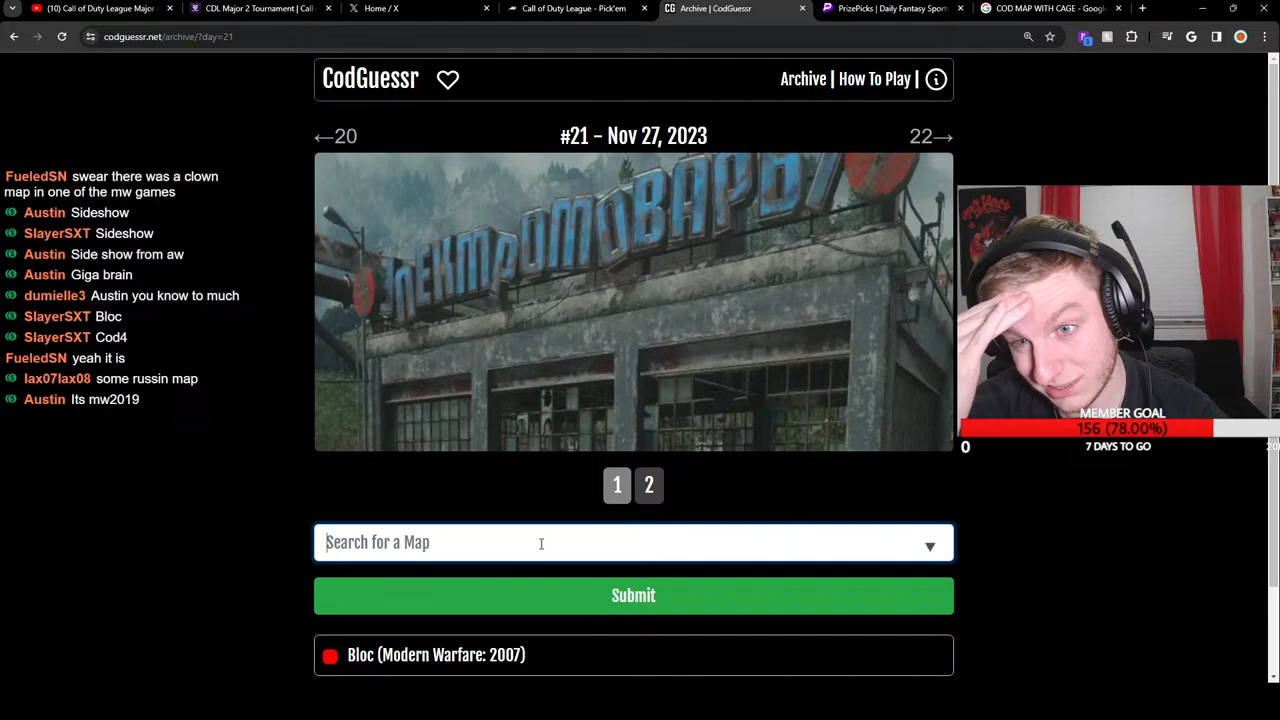 (10) Call of Duty League Major
CDL Major 2 Tournament | Call
Home / X
Call of Duty League - Pick'em
CG Archive | CodGuessr
PrizePicks | Daily Fantasy Sport
COD MAP WITH CAGE - Google
codguessr.net/archive/?day=21
CodGuessr
Archive | How To Play |
←20
#21 - Nov 27, 2023
22→
FueledSN swear there was a clown
map in one of the mw games
Austin Sideshow
SlayerSXT Sideshow
Austin Side show from aw
Austin Giga brain
dumielle3 Austin you know to much
SlayerSXT Bloc
SlayerSXT Cod4
FueledSN yeah it is
lax07lax08 some russin map
Austin Its mw2019
MEMBER GOAL
156 (78.00%)
0
7 DAYS TO GO
1 2
Search for a Map
Submit
Bloc (Modern Warfare: 2007)